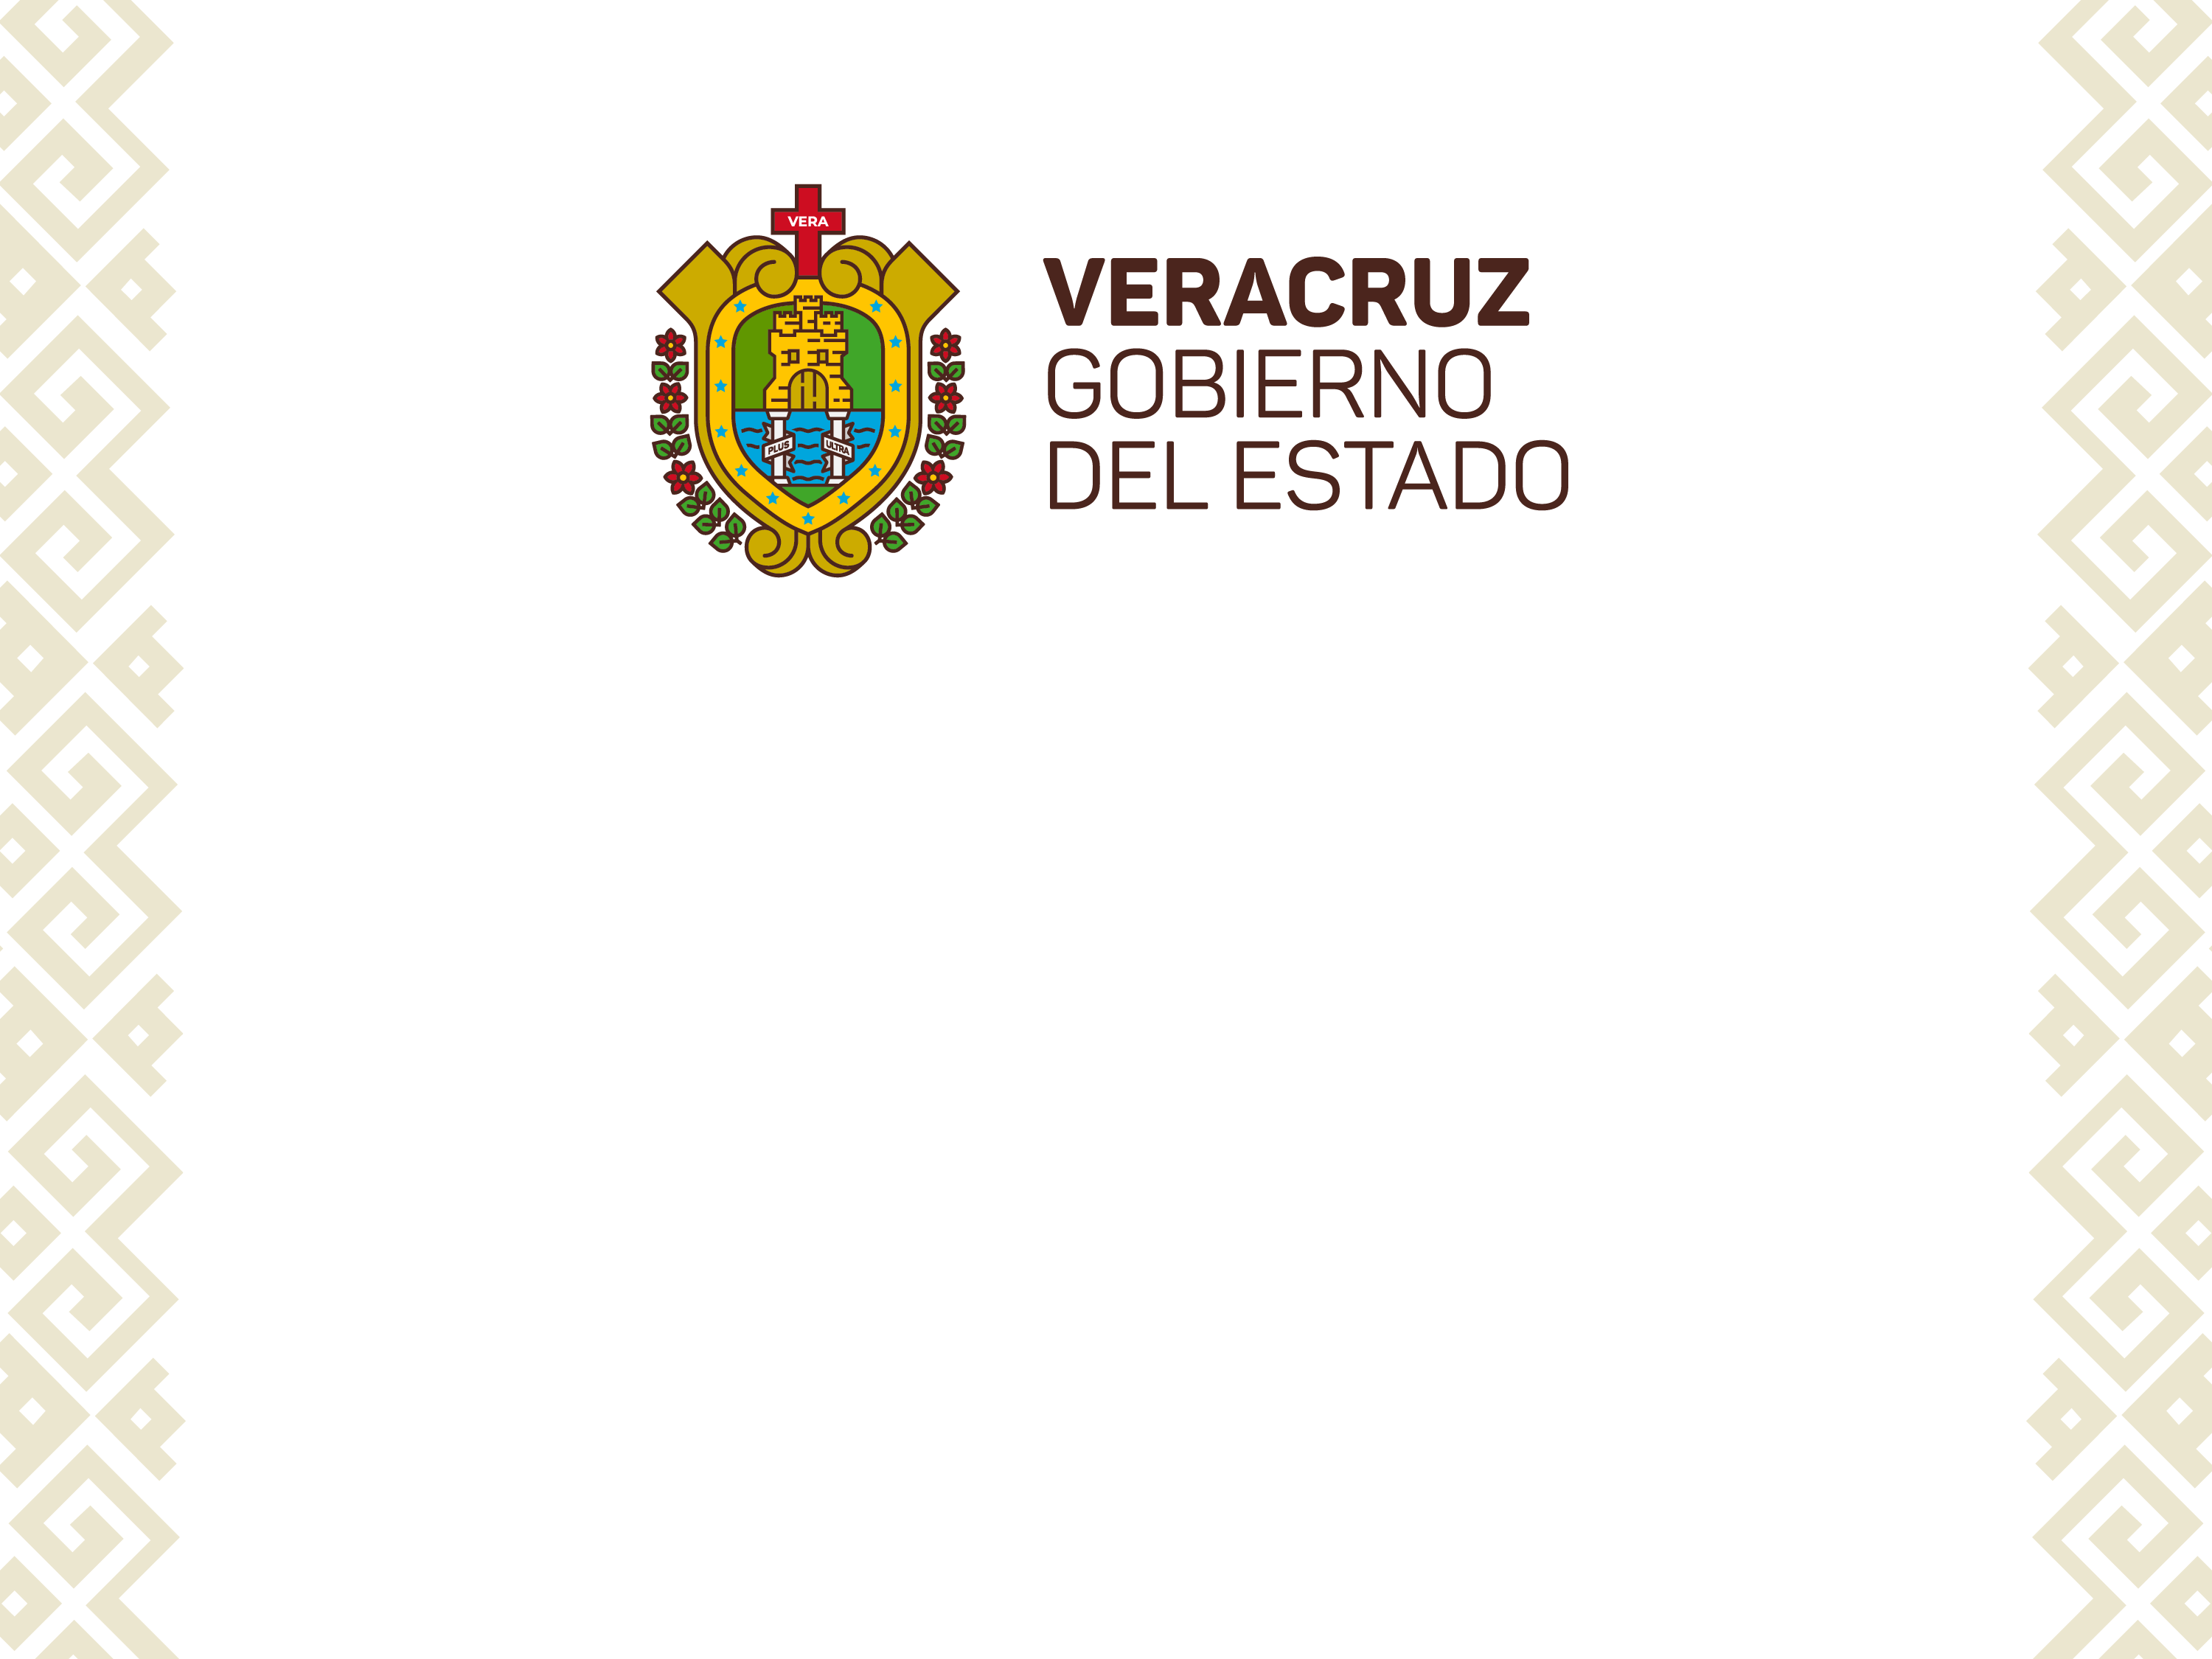 VERA
PLUS ULTRA
VERACRUZ
GOBIERNO
DEL ESTADO